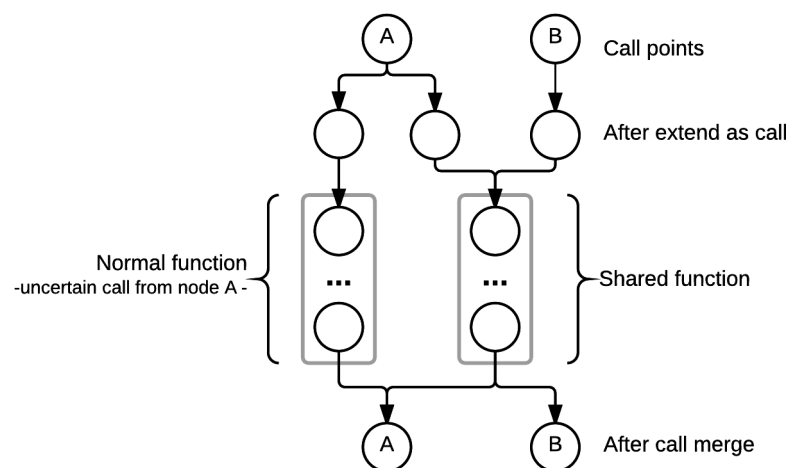 A
B
Call points
After extend as call
Normal function
-uncertain call from node A -
...
...
Shared function
A
B
After call merge